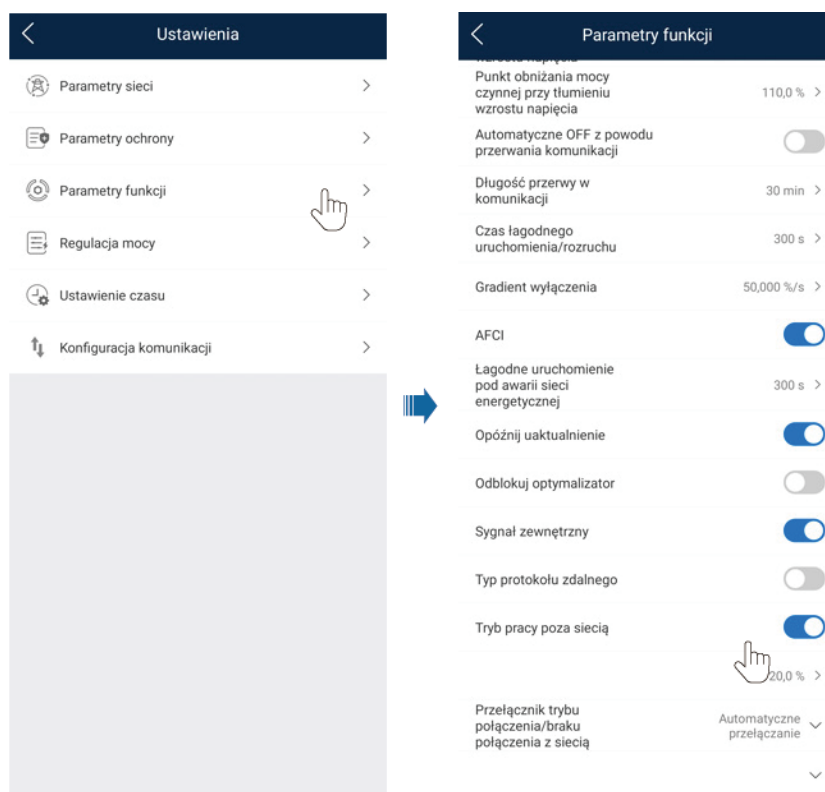 Ustawienia
Parametry sieci
Parametry ochrony
Parametry funkcji
Regulacja mocy
Ustawienie czasu
Konfiguracja komunikacji
Parametry funkcji
wzrostu napięcia
Punkt obniżania mocy
czynnej przy tłumieniu
wzrostu napięcia
110,0 %
Automatyczne OFF z powodu
przerwania komunikacji
Długość przerwy w
komunikacji
30 min
Czas łagodnego
uruchomienia/rozruchu
300 s
Gradient wyłączenia
50,000 %/s
AFCI
Łagodne uruchomienie
pod awarii sieci
energetycznej
300 s
Opóźnij uaktualnienie
Odblokuj optymalizator
Sygnał zewnętrzny
Typ protokołu zdalnego
Tryb pracy poza siecią
20,0 %
Przełącznik trybu
połączenia/braku
połączenia z siecią
Automatyczne
przełączanie